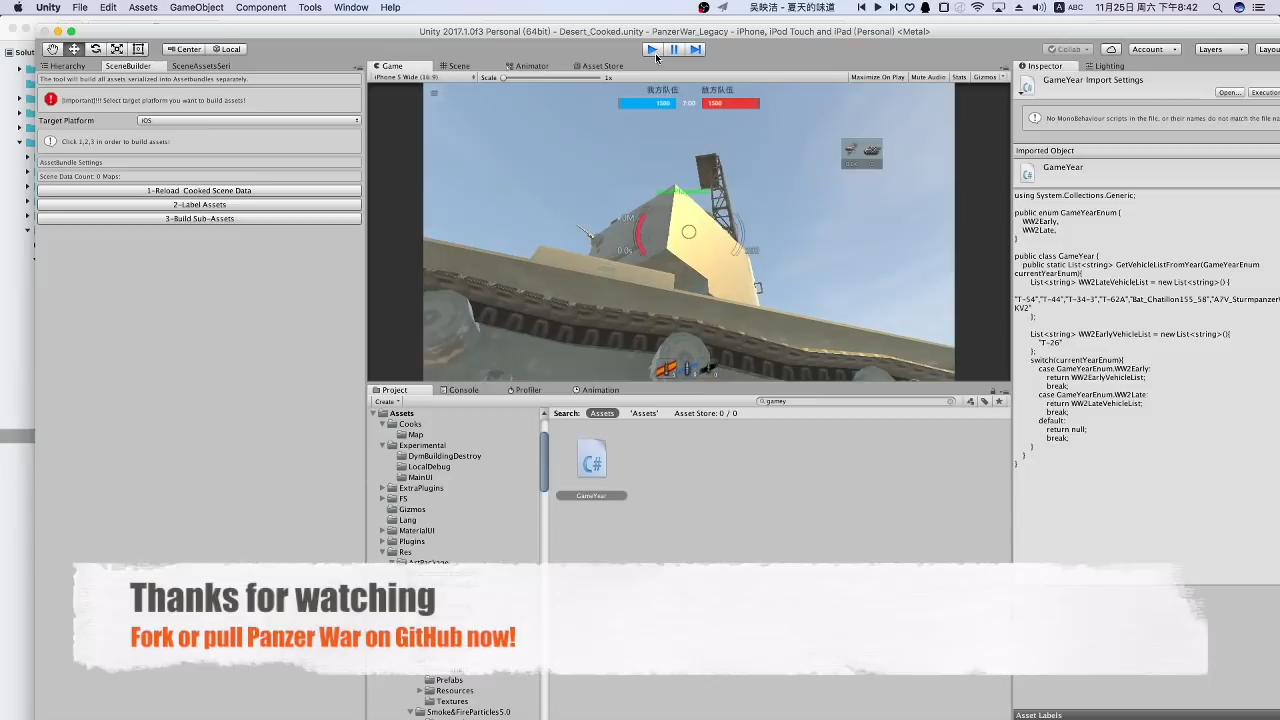 Unity File Edit Assets GameObject Component Tools Window Help
吴映洁 - 夏天的味道
ABC 11月25日 周六下午8:42
Unity 2017.1.0f3 Personal (64bit) - Desert_Cooked.unity - PanzerWar_Legacy - iPhone, iPod Touch and iPad (Personal) <Metal>
Center Local
Collab Account Layers Layou
Solut
Hierarchy SceneBuilder SceneAssetsSeri
The tool will build all assets serialized into Assetbundles separately.
[Important]!!! Select target platform you want to build assets!
Target Platform iOS
Click 1,2,3 in order to build assets!
AssetBundle Settings
Scene Data Count: 0 Maps:
1-Reload Cooked Scene Data
2-Label Assets
3-Build Sub-Assets
Game Scene Animator Asset Store
iPhone 5 Wide (16:9) Scale 1x Maximize On Play Mute Audio Stats Gizmos
我方队伍 敌方队伍
1500 7:00 1500
0.0s
Project Console Profiler Animation
Create gamey
Assets
Cooks
Map
Experimental
DymBuildingDestroy
LocalDebug
MainUI
ExtraPlugins
FS
Gizmos
Lang
MaterialUI
Plugins
Res
ArtPackage
Prefabs
Resources
Textures
Smoke&FireParticles5.0
Search: Assets 'Assets' Asset Store: 0 / 0
GameYear
Inspector Lighting
GameYear Import Settings
Open... Execution
No MonoBehaviour scripts in the file, or their names do not match the file na
Imported Object
GameYear
using System.Collections.Generic;
public enum GameYearEnum {
WW2Early,
WW2Late,
}
public class GameYear {
public static List<string> GetVehicleListFromYear(GameYearEnum
currentYearEnum){
List<string> WW2LateVehicleList = new List<string>() {
"T-54","T-44","T-34-3","T-62A","Bat_Chatillon155_58","A7V_Sturmpanzer
KV2"
};
List<string> WW2EarlyVehicleList = new List<string>(){
"T-26"
};
switch(currentYearEnum){
case GameYearEnum.WW2Early:
return WW2EarlyVehicleList;
break;
case GameYearEnum.WW2Late:
return WW2LateVehicleList;
break;
default:
return null;
break;
}
}
}
Asset Labels
Thanks for watching
Fork or pull Panzer War on GitHub now!